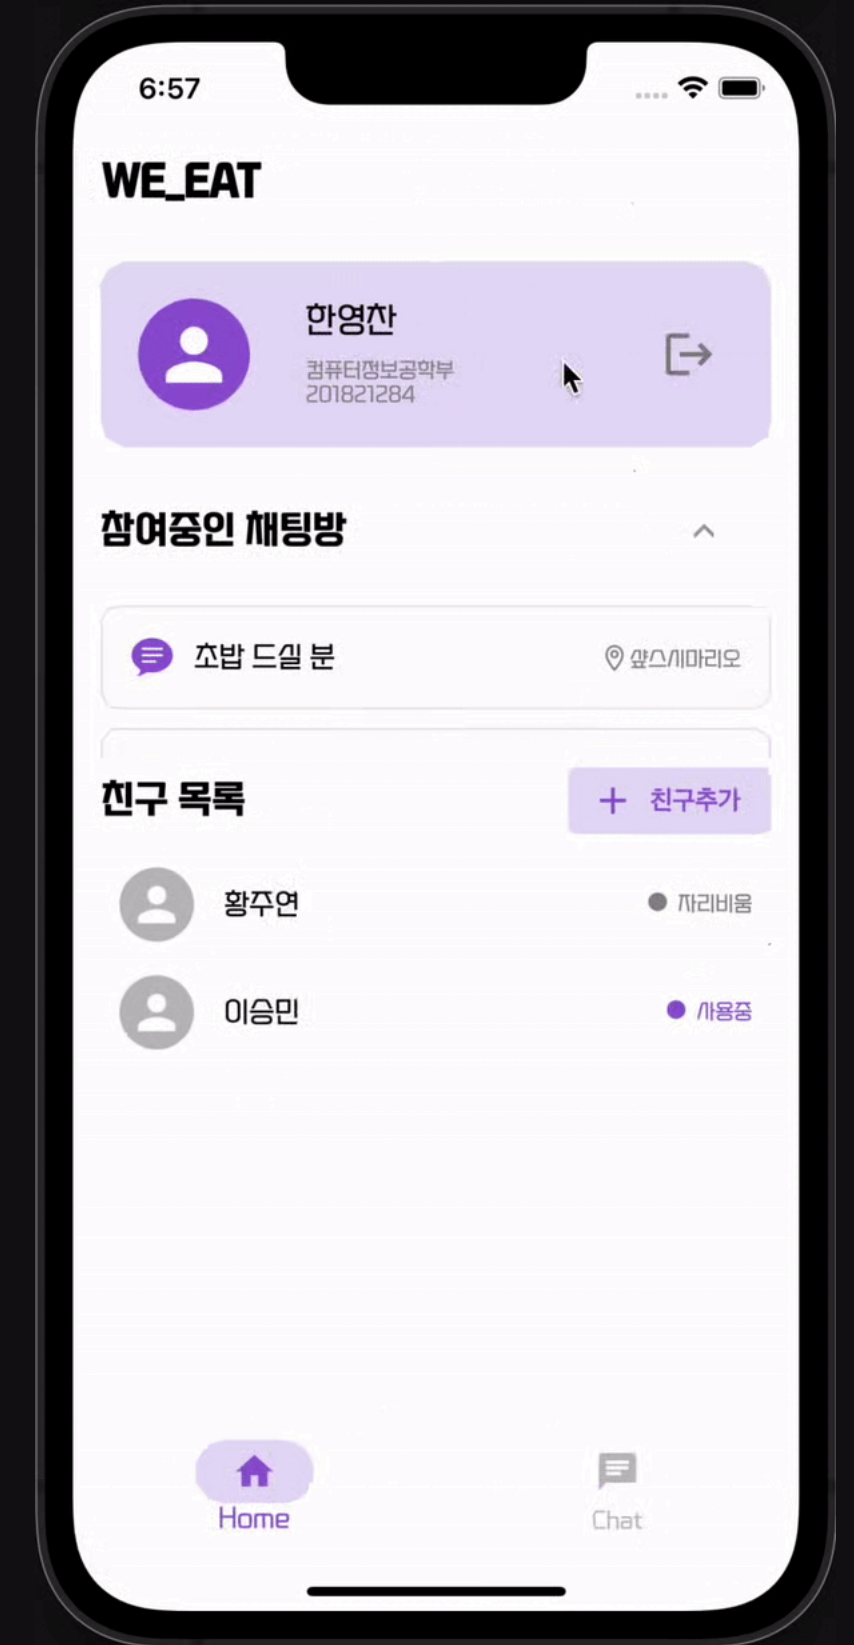 6:57
WE_EAT
한영찬
컴퓨터정보공학부
201821284
참여중인 채팅방
초밥 드실 분
샾스시마리오
친구 목록
+ 친구추가
황주연
자리비움
이승민
사용중
Home
Chat